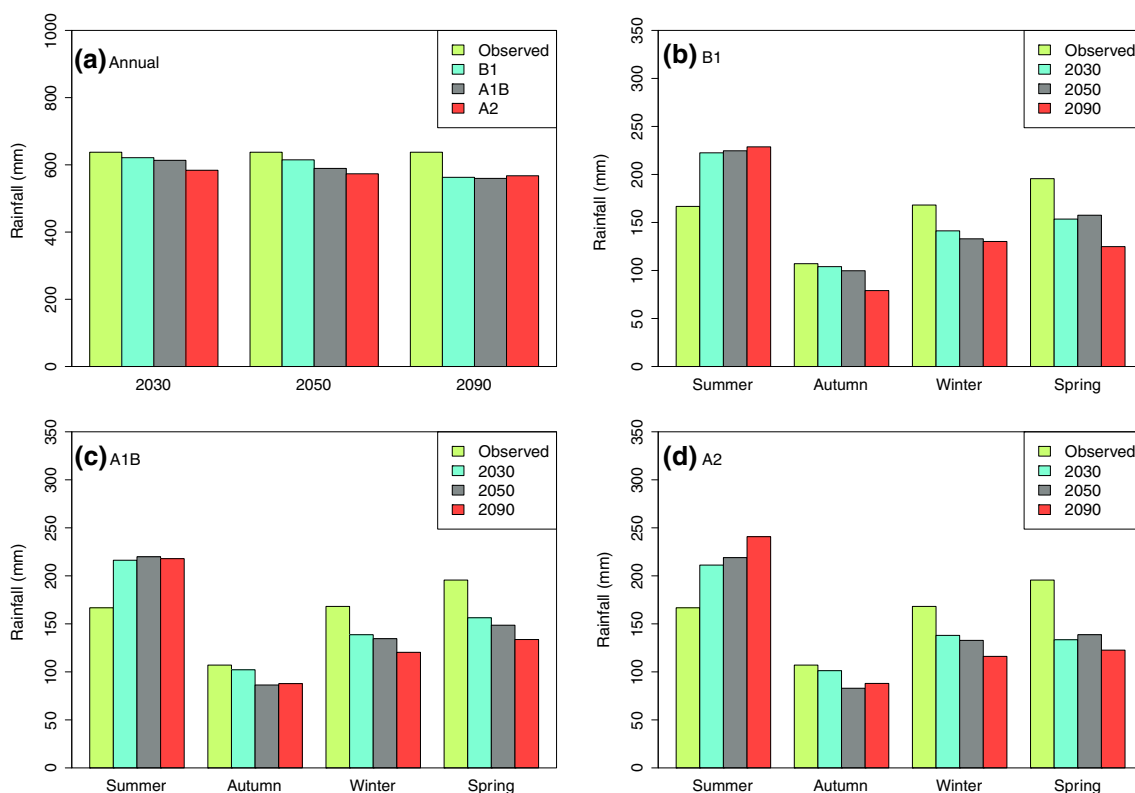 (a) Annual
Observed
B1
A1B
A2
Rainfall (mm)
0 200 400 600 800 1000
2030 2050 2090
(b) B1
Observed
2030
2050
2090
Rainfall (mm)
0 50 100 150 200 250 300 350
Summer Autumn Winter Spring
(c) A1B
Observed
2030
2050
2090
Rainfall (mm)
0 50 100 150 200 250 300 350
Summer Autumn Winter Spring
(d) A2
Observed
2030
2050
2090
Rainfall (mm)
0 50 100 150 200 250 300 350
Summer Autumn Winter Spring